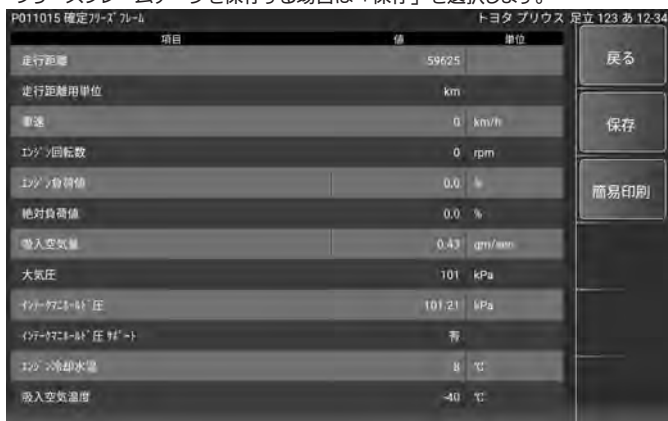 フリーズフレームデータを保存する場合は「保存」を選択します。
P011015 確定ﾌﾘｰｽﾞﾌﾚｰﾑ トヨタ プリウス 足立 123 あ 12-34
項目 値 単位
走行距離 59625
走行距離用単位 km
車速 0 km/h
ｴﾝｼﾞﾝ回転数 0 rpm
ｴﾝｼﾞﾝ負荷値 0.0 %
絶対負荷値 0.0 %
吸入空気量 0.43 gm/sec
大気圧 101 kPa
ｲﾝﾃｰｸﾏﾆﾎｰﾙﾄﾞ圧 101.21 kPa
ｲﾝﾃｰｸﾏﾆﾎｰﾙﾄﾞ圧 ｻﾎﾟｰﾄ 有
ｴﾝｼﾞﾝ冷却水温 8 ℃
吸入空気温度 -40 ℃
戻る
保存
簡易印刷